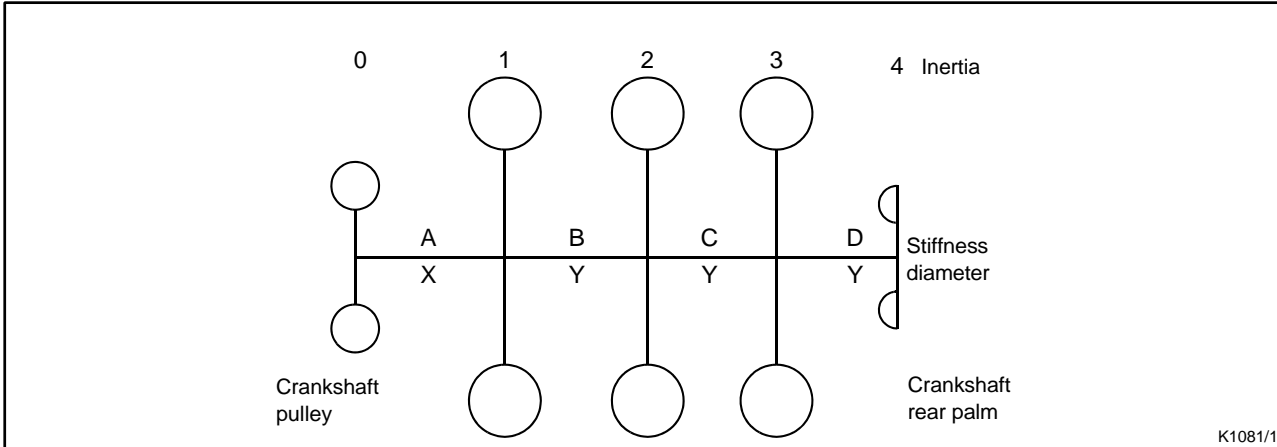 0 1 2 3 4 Inertia
A B C D
X Y Y Y
Stiffness
diameter
Crankshaft
pulley
Crankshaft
rear palm
K1081/1